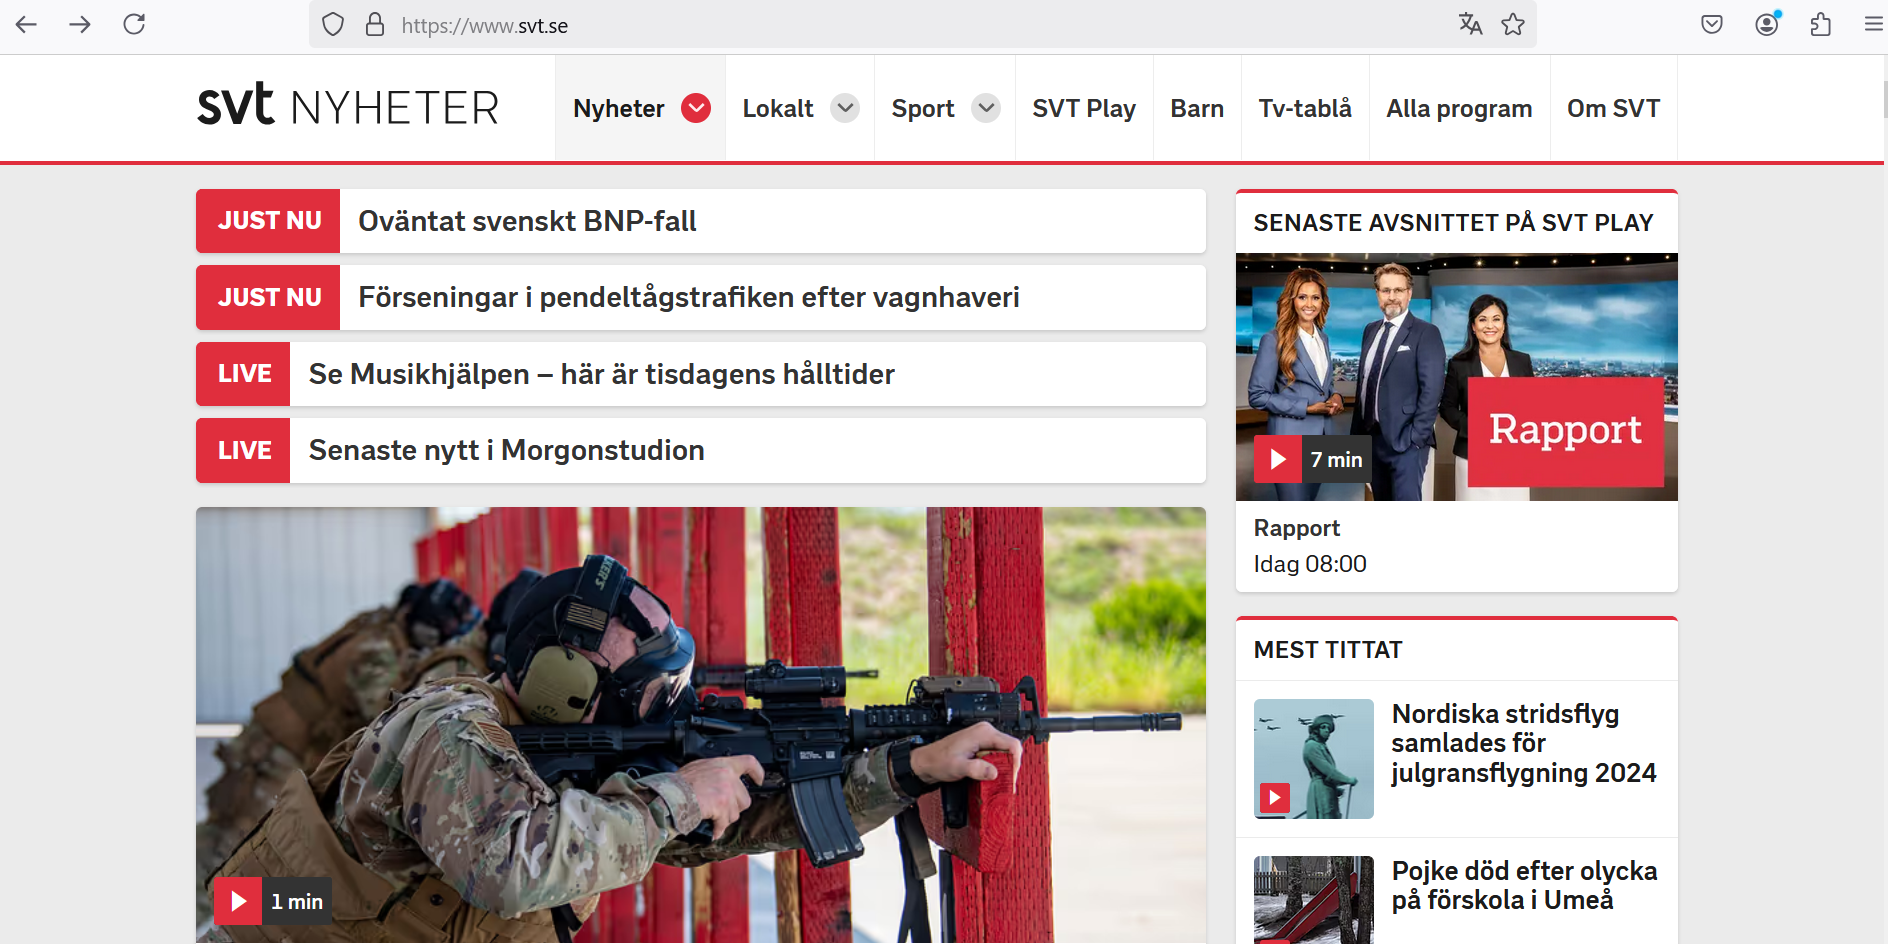 https://www.svt.se
svt NYHETER
Nyheter
Lokalt
Sport
SVT Play
Barn
Tv-tablå
Alla program
Om SVT
JUST NU Oväntat svenskt BNP-fall
JUST NU Förseningar i pendeltågstrafiken efter vagnhaveri
LIVE Se Musikhjälpen – här är tisdagens hålltider
LIVE Senaste nytt i Morgonstudion
1 min
SENASTE AVSNITTET PÅ SVT PLAY
Rapport
7 min
Rapport
Idag 08:00
MEST TITTAT
Nordiska stridsflyg
samlades för
julgransflygning 2024
Pojke död efter olycka
på förskola i Umeå